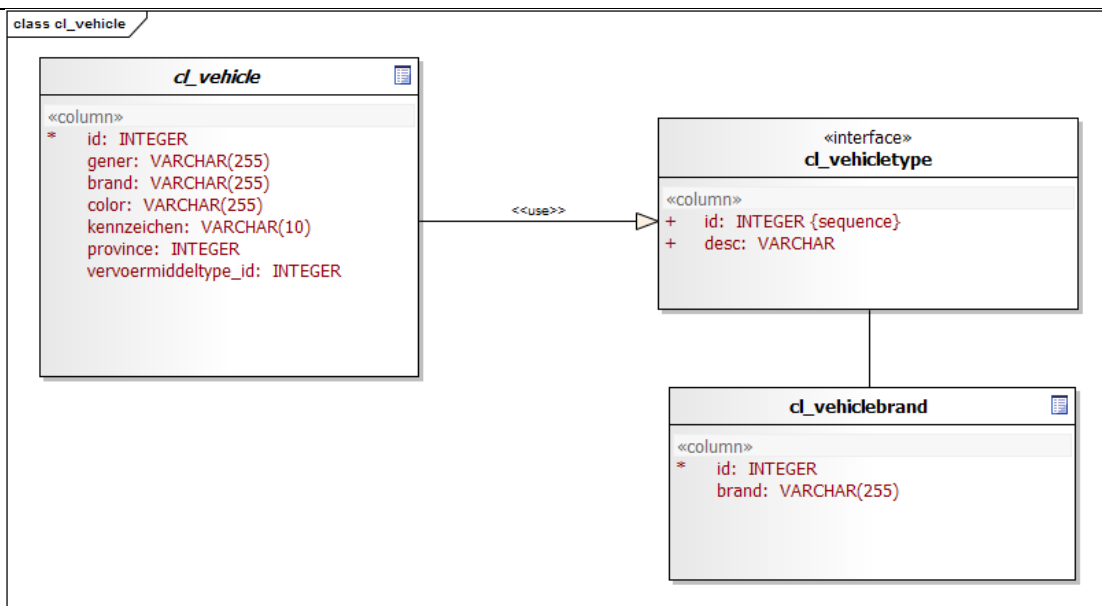 class cl_vehicle
cl_vehicle
«column»
* id: INTEGER
gener: VARCHAR(255)
brand: VARCHAR(255)
color: VARCHAR(255)
kennzeichen: VARCHAR(10)
province: INTEGER
vervoermiddeltype_id: INTEGER
<<use>>
«interface»
cl_vehicletype
«column»
+ id: INTEGER {sequence}
+ desc: VARCHAR
cl_vehiclebrand
«column»
* id: INTEGER
brand: VARCHAR(255)